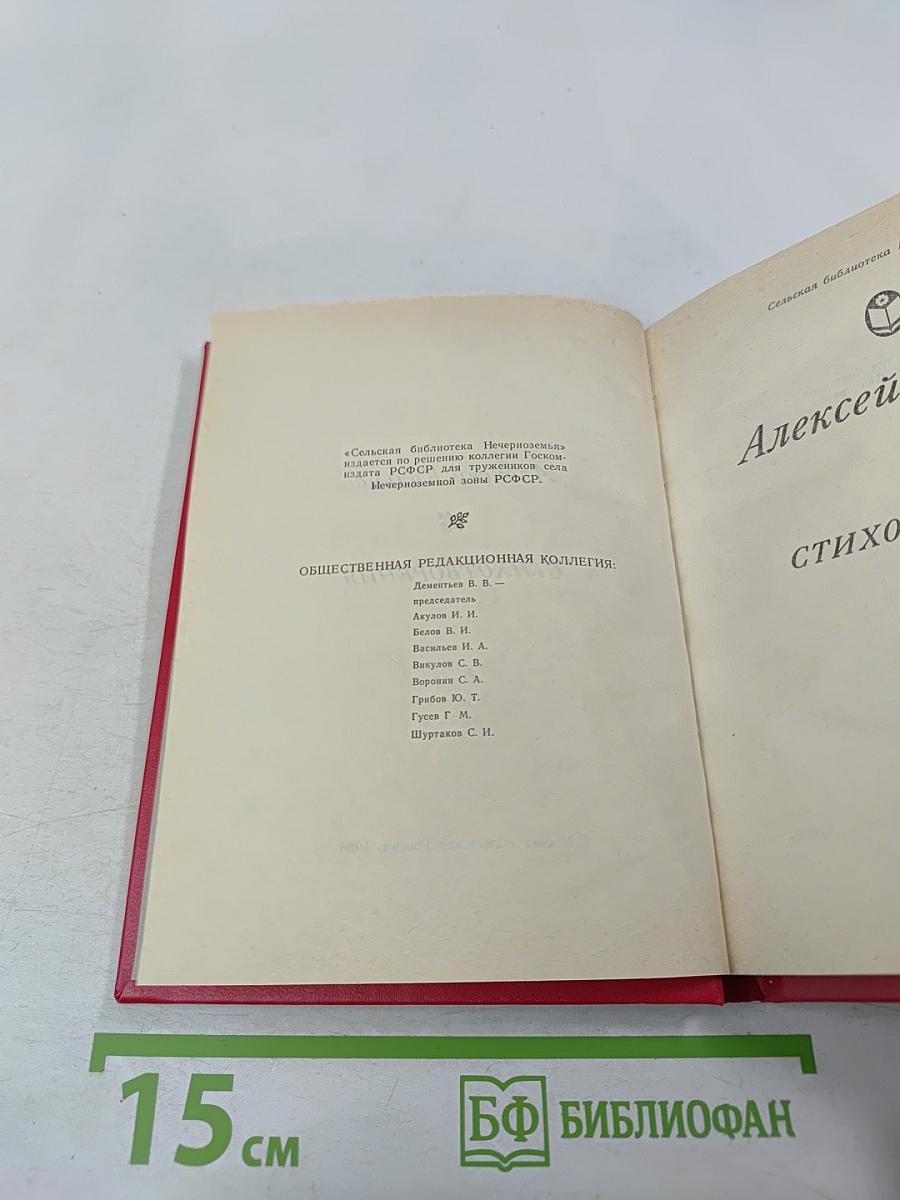 «Сельская библиотека Нечерноземья»
издается по решению коллегии Госком-
издата РСФСР для тружеников села
Нечерноземной зоны РСФСР.
ОБЩЕСТВЕННАЯ РЕДАКЦИОННАЯ КОЛЛЕГИЯ:
Дементьев В. В. —
председатель
Акулов И. И.
Белов В. И.
Васильев И. А.
Викулов С. В.
Воронин С. А.
Грибов Ю. Т.
Гусев Г М.
Шуртаков С. И.
Сельская библиотека
Алексей
СТИХО
15 см
БФ БИБЛИОФАН